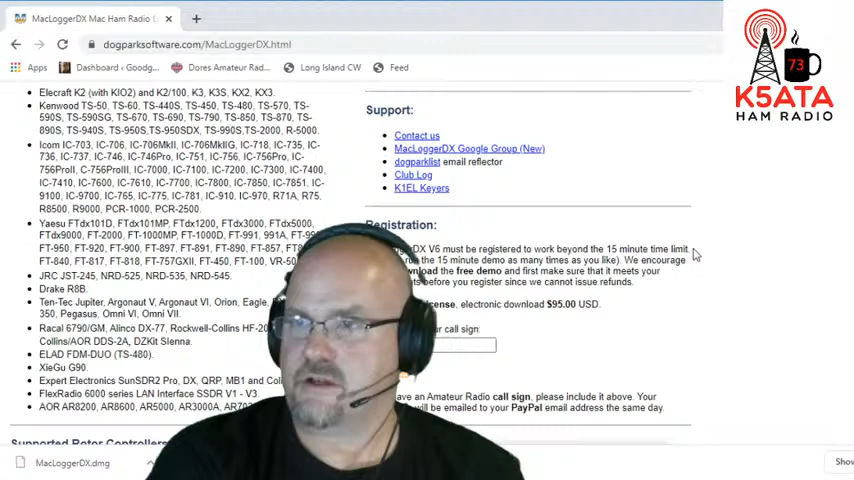 MacLoggerDX Mac Ham Radio (
dogparksoftware.com/MacLoggerDX.html
Apps
Dashboard ‹ Goodg...
Dores Amateur Rad...
Long Island CW
Feed
73
K5ATA
HAM RADIO
Elecraft K2 (with KIO2) and K2/100, K3, K3S, KX2, KX3.
Kenwood TS-50, TS-60, TS-440S, TS-450, TS-480, TS-570, TS-
590S, TS-590SG, TS-670, TS-690, TS-790, TS-850, TS-870,
TS-890S, TS-940S, TS-950S,TS-950SDX, TS-990S,TS-2000, R-5000.
Icom IC-703, IC-706, IC-706MkII, IC-706MkIIG, IC-718, IC-735,
IC-736, IC-737, IC-746, IC-746Pro, IC-751, IC-756, IC-756Pro, IC-
756ProII, IC-756ProIII, IC-7000, IC-7100, IC-7200, IC-7300, IC-7400,
IC-7410, IC-7600, IC-7610, IC-7700, IC-7800, IC-7850, IC-7851, IC-
9100, IC-9700, IC-765, IC-775, IC-781, IC-910, IC-970, R71A, R75,
R8500, R9000, PCR-1000, PCR-2500.
Yaesu FTdx101D, FTdx101MP, FTdx1200, FTdx3000, FTdx5000,
FTdx9000, FT-2000, FT-1000MP, FT-1000D, FT-991, 991A, FT-
FT-950, FT-920, FT-900, FT-897, FT-891, FT-890, FT-857,
FT-840, FT-817, FT-818, FT-757GXII, FT-450, FT-100,
JRC JST-245, NRD-525, NRD-535, NRD-545.
Drake R8B.
Ten-Tec Jupiter, Argonaut V, Argonaut VI, Orion, Eagle,
350, Pegasus, Omni VI, Omni VII.
Racal 6790/GM, Alinco DX-77, Rockwell-Collins HF-
Collins/AOR DDS-2A, DZKit SIenna.
ELAD FDM-DUO (TS-480).
XieGu G90.
Expert Electronics SunSDR2 Pro, DX, QRP, MB1 and
FlexRadio 6000 series LAN Interface SSDR V1 - V3.
AOR AR8200, AR8600, AR5000, AR3000A,
Supported Rotor Controllers
Support:
Contact us
MacLoggerDX Google Group (New)
dogparklist email reflector
Club Log
K1EL Keyers
Registration:
DX V6 must be registered to work beyond the 15 minute time limit.
run the 15 minute demo as many times as you like). We encourage
the free demo and first make sure that it meets your
before you register since we cannot issue refunds.
electronic download $95.00 USD.
call sign:
have an Amateur Radio call sign, please include it above. Your
will be emailed to your PayPal email address the same day.
MacLoggerDX.dmg
Show